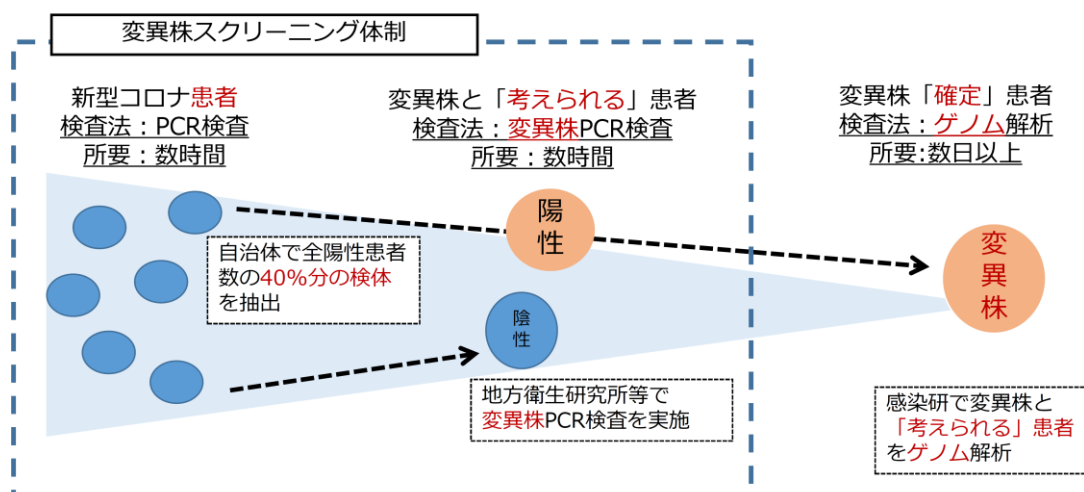 変異株スクリーニング体制
新型コロナ患者
検査法：PCR検査
所要：数時間
変異株と「考えられる」患者
検査法：変異株PCR検査
所要：数時間
変異株「確定」患者
検査法：ゲノム解析
所要:数日以上
陽性
自治体で全陽性患者
数の40%分の検体
を抽出
変異株
陰性
地方衛生研究所等で
変異株PCR検査を実施
感染研で変異株と
「考えられる」患者
をゲノム解析